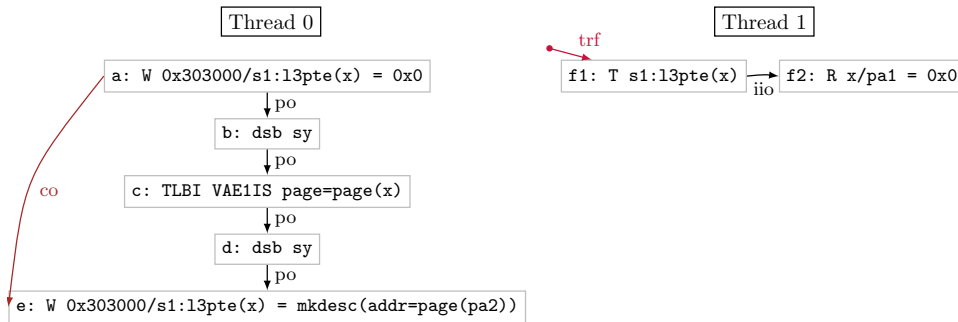 Thread 0
a: W 0x303000/s1:l3pte(x) = 0x0
po
b: dsb sy
po
c: TLBI VAE1IS page=page(x)
po
d: dsb sy
po
e: W 0x303000/s1:l3pte(x) = mkdesc(addr=page(pa2))
co
Thread 1
trf
f1: T s1:l3pte(x)
iio
f2: R x/pa1 = 0x0